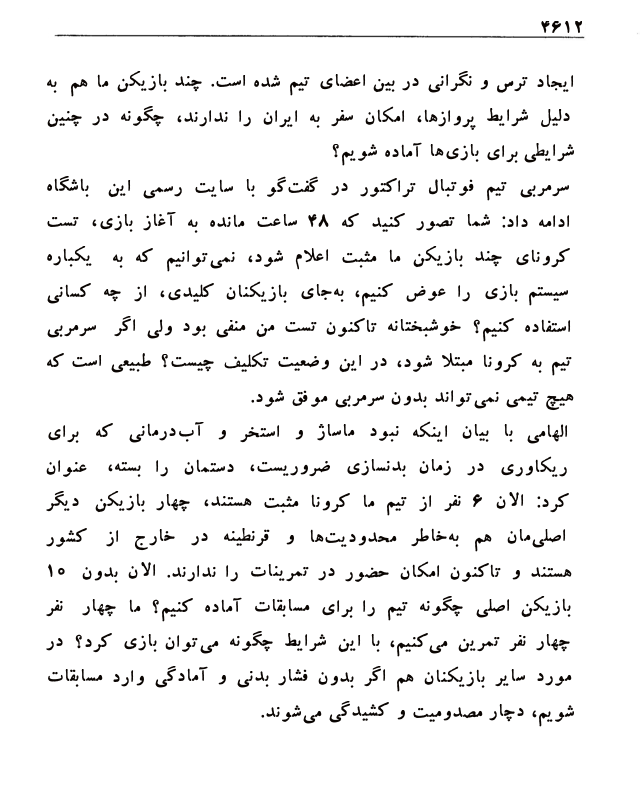 ۴۶۱۲
ایجاد ترس و نگرانی در بین اعضای تیم شده است. چند بازیکن ما هم به
دلیل شرایط پروازها، امکان سفر به ایران را ندارند، چگونه در چنین
شرایطی برای بازی‌ها آماده شویم؟
سرمربی تیم فوتبال تراکتور در گفت‌گو با سایت رسمی این باشگاه
ادامه داد: شما تصور کنید که ۴۸ ساعت مانده به آغاز بازی، تست
کرونای چند بازیکن ما مثبت اعلام شود، نمی‌توانیم که به یکباره
سیستم بازی را عوض کنیم، به‌جای بازیکنان کلیدی، از چه کسانی
استفاده کنیم؟ خوشبختانه تاکنون تست من منفی بود ولی اگر سرمربی
تیم به کرونا مبتلا شود، در این وضعیت تکلیف چیست؟ طبیعی است که
هیچ تیمی نمی‌تواند بدون سرمربی موفق شود.
الهامی با بیان اینکه نبود ماساژ و استخر و آب‌درمانی که برای
ریکاوری در زمان بدنسازی ضروریست، دستمان را بسته، عنوان
کرد: الان ۶ نفر از تیم ما کرونا مثبت هستند، چهار بازیکن دیگر
اصلی‌مان هم به‌خاطر محدودیت‌ها و قرنطینه در خارج از کشور
هستند و تاکنون امکان حضور در تمرینات را ندارند. الان بدون ۱۰
بازیکن اصلی چگونه تیم را برای مسابقات آماده کنیم؟ ما چهار نفر
چهار نفر تمرین می‌کنیم، با این شرایط چگونه می‌توان بازی کرد؟ در
مورد سایر بازیکنان هم اگر بدون فشار بدنی و آمادگی وارد مسابقات
شویم، دچار مصدومیت و کشیدگی می‌شوند.